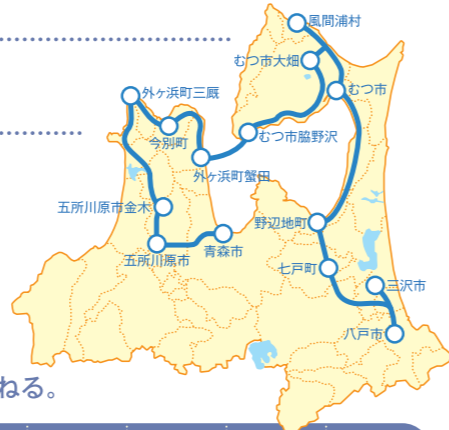 風間浦村
むつ市大畑
むつ市
外ヶ浜町三厩
今別町
むつ市脇野沢
外ヶ浜町蟹田
五所川原市金木
青森市
野辺地町
五所川原市
七戸町
三沢市
八戸市
ねる。